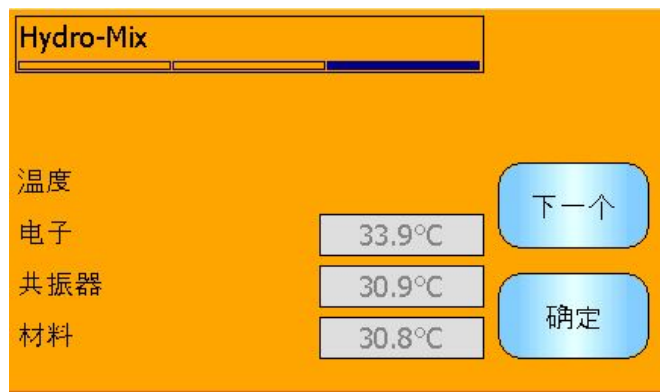 Hydro-Mix
温度
电子 33.9°C
共振器 30.9°C
材料 30.8°C
下一个
确定